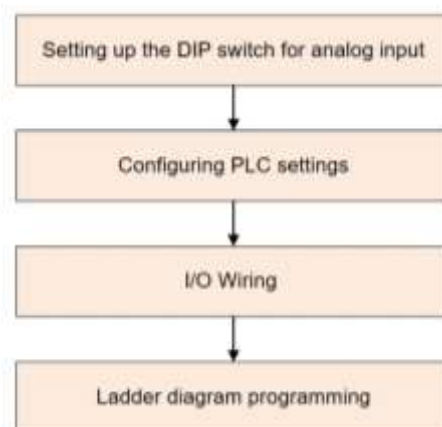 Setting up the DIP switch for analog input
Configuring PLC settings
I/O Wiring
Ladder diagram programming